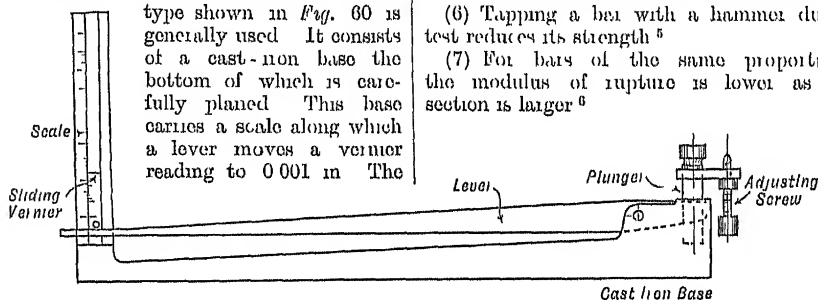 type shown in Fig. 60 is
generally used It consists
of a cast-iron base the
bottom of which is care-
fully planed This base
carries a scale along which
a lever moves a vernier
reading to 0 001 in The
(6) Tapping a bar with a hammer du
test reduces its strength 5
(7) For bars of the same proporti
the modulus of rupture is lower as
section is larger 6
Scale
Sliding
Vernier
Lever
Plunger
Adjusting
Screw
Cast Iron Base